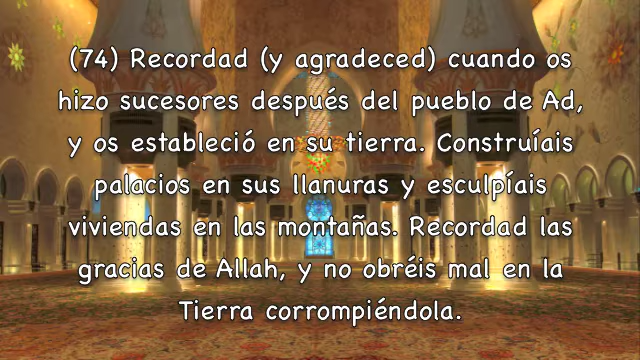 (74) Recordad (y agradeced) cuando os
hizo sucesores después del pueblo de Ad,
y os estableció en su tierra. Construíais
palacios en sus llanuras y esculpíais
viviendas en las montañas. Recordad las
gracias de Allah, y no obréis mal en la
Tierra corrompiéndola.